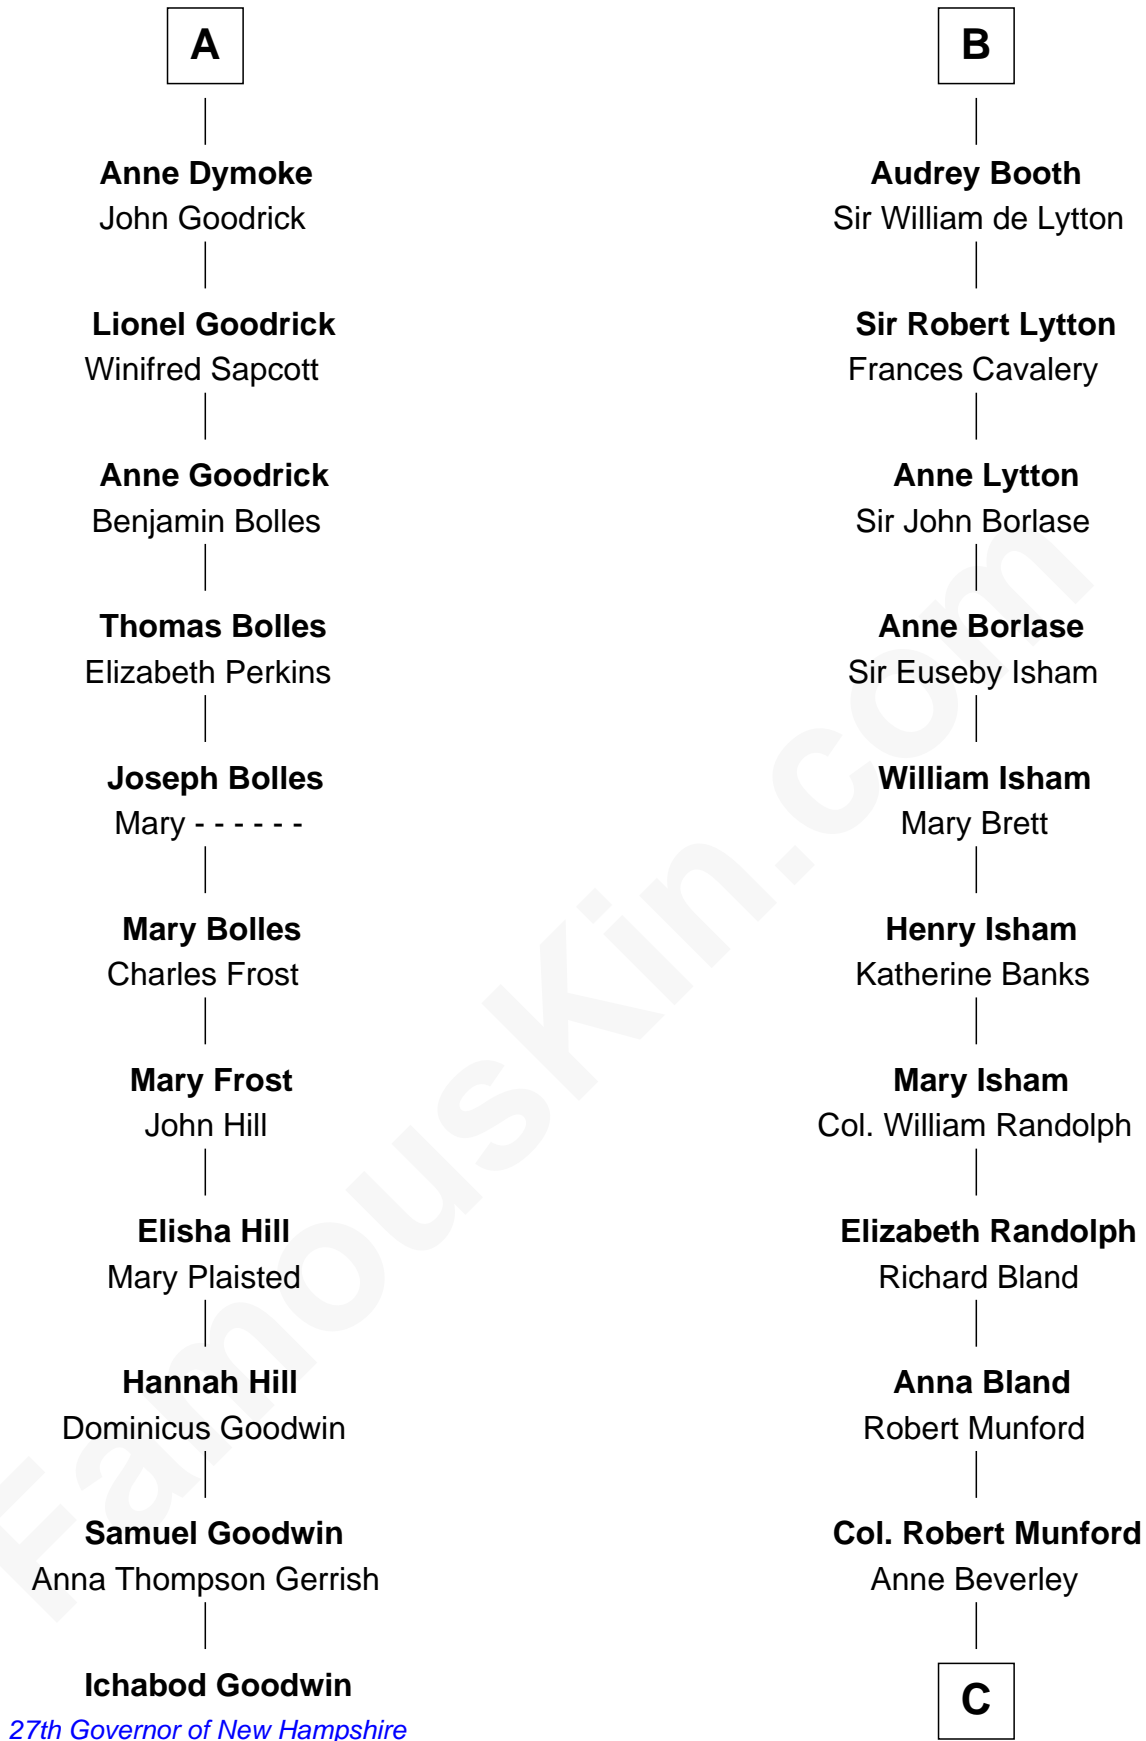 A
Anne Dymoke
John Goodrick
Lionel Goodrick
Winifred Sapcott
Anne Goodrick
Benjamin Bolles
Thomas Bolles
Elizabeth Perkins
Joseph Bolles
Mary - - - - - -
Mary Bolles
Charles Frost
Mary Frost
John Hill
Elisha Hill
Mary Plaisted
Hannah Hill
Dominicus Goodwin
Samuel Goodwin
Anna Thompson Gerrish
Ichabod Goodwin
27th Governor of New Hampshire
B
Audrey Booth
Sir William de Lytton
Sir Robert Lytton
Frances Cavalery
Anne Lytton
Sir John Borlase
Anne Borlase
Sir Euseby Isham
William Isham
Mary Brett
Henry Isham
Katherine Banks
Mary Isham
Col. William Randolph
Elizabeth Randolph
Richard Bland
Anna Bland
Robert Munford
Col. Robert Munford
Anne Beverley
C
FamousKin.com